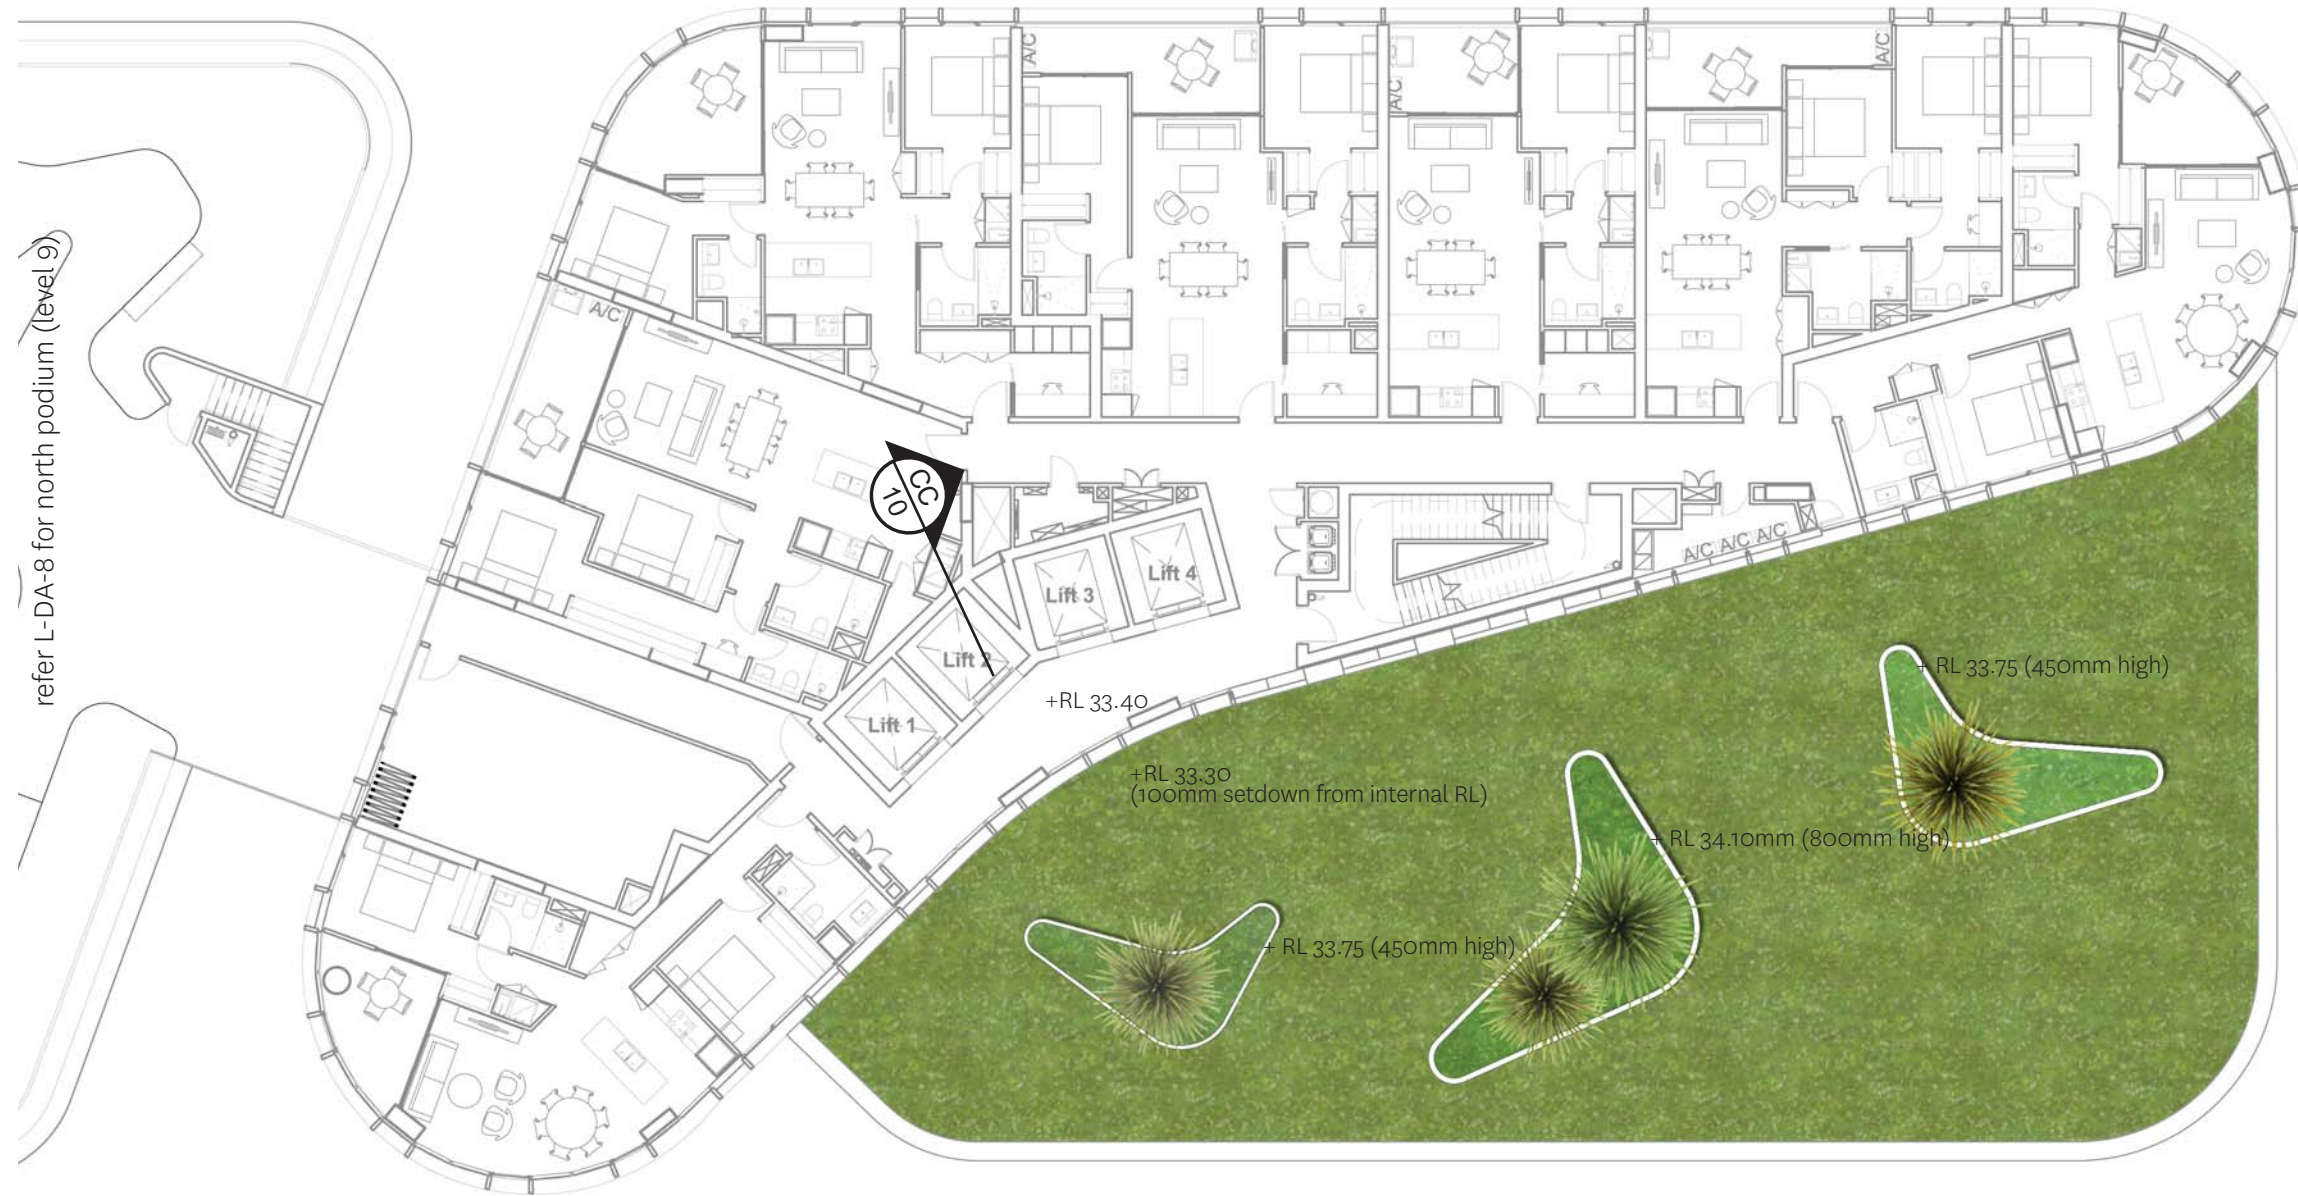 refer L-DA-8 for north podium (level 9)
A/C
A/C
A/C
A/C
CC
10
Lift 4
Lift 3
A/C A/C A/C
Lift 2
Lift 1
+RL 33.40
+ RL 33.75 (450mm high)
+RL 33.30
(100mm setdown from internal RL)
+ RL 34.10mm (800mm high)
+ RL 33.75 (450mm high)